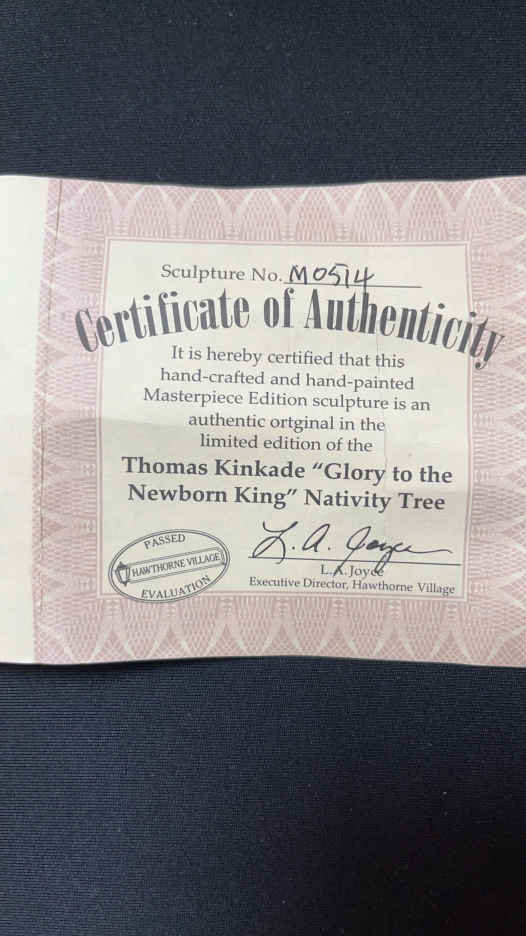 Sculpture No. M0514
Certificate of Authenticity
It is hereby certified that this
hand-crafted and hand-painted
Masterpiece Edition sculpture is an
authentic ortginal in the
limited edition of the
Thomas Kinkade “Glory to the
Newborn King” Nativity Tree
PASSED
HAWTHORNE VILLAGE
EVALUATION
L. A. Joyce
L.A. Joyce
Executive Director, Hawthorne Village